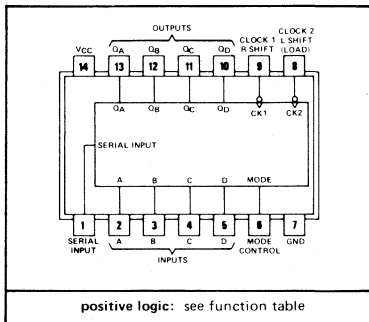 OUTPUTS
CLOCK 1 CLOCK 2
R SHIFT L SHIFT
(LOAD)
VCC QA QB QC QD
14 13 12 11 10 9 8
QA QB QC QD CK1 CK2
SERIAL INPUT
A B C D MODE
1 2 3 4 5 6 7
SERIAL INPUT A B C D MODE CONTROL GND
INPUTS
positive logic: see function table